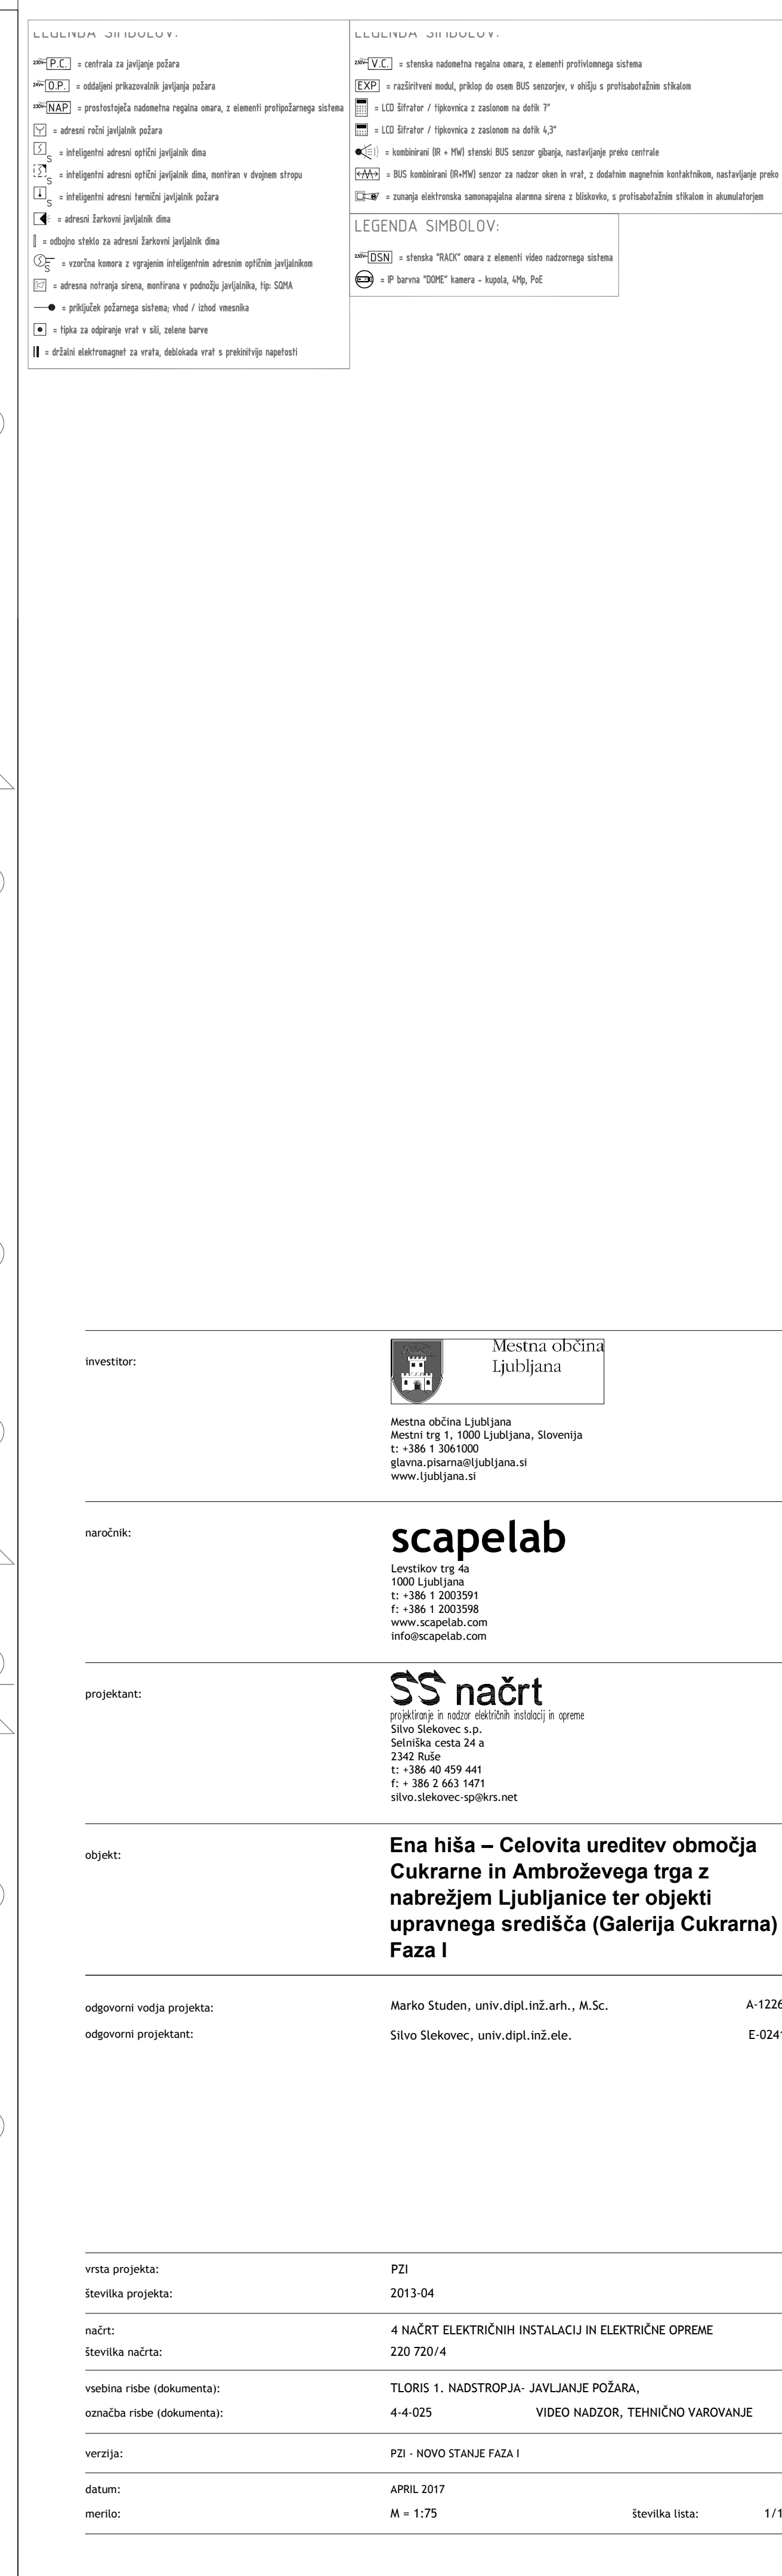 LEGENDA SIMBOLOV:
230V~ P.C. = centrala za javljanje požara
24V= O.P. = oddaljeni prikazovalnik javljanja požara
230V~ NAP = prostostoječa nadometna regalna omara, z elementi protipožarnega sistema
= adresni ročni javljalnik požara
S = inteligentni adresni optični javljalnik dima
S = inteligentni adresni optični javljalnik dima, montiran v dvojnem stropu
S = inteligentni adresni termični javljalnik požara
= adresni žarkovni javljalnik dima
= odbojno steklo za adresni žarkovni javljalnik dima
S = vzorčna komora z vgrajenim inteligentnim adresnim optičnim javljalnikom
= adresna notranja sirena, montirana v podnožju javljalnika, tip: SQMA
= priključek požarnega sistema; vhod / izhod vmesnika
= tipka za odpiranje vrat v sili, zelene barve
= držalni elektromagnet za vrata, deblokada vrat s prekinitvijo napetosti
LEGENDA SIMBOLOV:
230V~ V.C. = stenska nadometna regalna omara, z elementi protivlomnega sistema
EXP = razširitveni modul, priklop do osem BUS senzorjev, v ohišju s protisabotažnim stikalom
= LCD šifrator / tipkovnica z zaslonom na dotik 7"
= LCD šifrator / tipkovnica z zaslonom na dotik 4,3"
= kombinirani (IR + MW) stenski BUS senzor gibanja, nastavljanje preko centrale
= BUS kombinirani (IR+MW) senzor za nadzor oken in vrat, z dodatnim magnetnim kontaktnikom, nastavljanje preko
= zunanja elektronska samonapajalna alarmna sirena z bliskovko, s protisabotažnim stikalom in akumulatorjem
LEGENDA SIMBOLOV:
230V~ DSN = stenska "RACK" omara z elementi video nadzornega sistema
= IP barvna "DOME" kamera - kupola, 4Mp, PoE
investitor:
Mestna občina
Ljubljana
Mestna občina Ljubljana
Mestni trg 1, 1000 Ljubljana, Slovenija
t: +386 1 3061000
glavna.pisarna@ljubljana.si
www.ljubljana.si
naročnik:
scapelab
Levstikov trg 4a
1000 Ljubljana
t: +386 1 2003591
f: +386 1 2003598
www.scapelab.com
info@scapelab.com
projektant:
SS načrt
projektiranje in nadzor električnih instalacij in opreme
Silvo Slekovec s.p.
Selniška cesta 24 a
2342 Ruše
t: +386 40 459 441
f: + 386 2 663 1471
silvo.slekovec-sp@krs.net
objekt:
Ena hiša – Celovita ureditev območja
Cukrarne in Ambroževega trga z
nabrežjem Ljubljanice ter objekti
upravnega središča (Galerija Cukrarna)
Faza I
odgovorni vodja projekta: Marko Studen, univ.dipl.inž.arh., M.Sc. A-1226
odgovorni projektant: Silvo Slekovec, univ.dipl.inž.ele. E-0241
vrsta projekta: PZI
številka projekta: 2013-04
načrt: 4 NAČRT ELEKTRIČNIH INSTALACIJ IN ELEKTRIČNE OPREME
številka načrta: 220 720/4
vsebina risbe (dokumenta): TLORIS 1. NADSTROPJA- JAVLJANJE POŽARA,
označba risbe (dokumenta): 4-4-025 VIDEO NADZOR, TEHNIČNO VAROVANJE
verzija: PZI - NOVO STANJE FAZA I
datum: APRIL 2017
merilo: M = 1:75 številka lista: 1/1